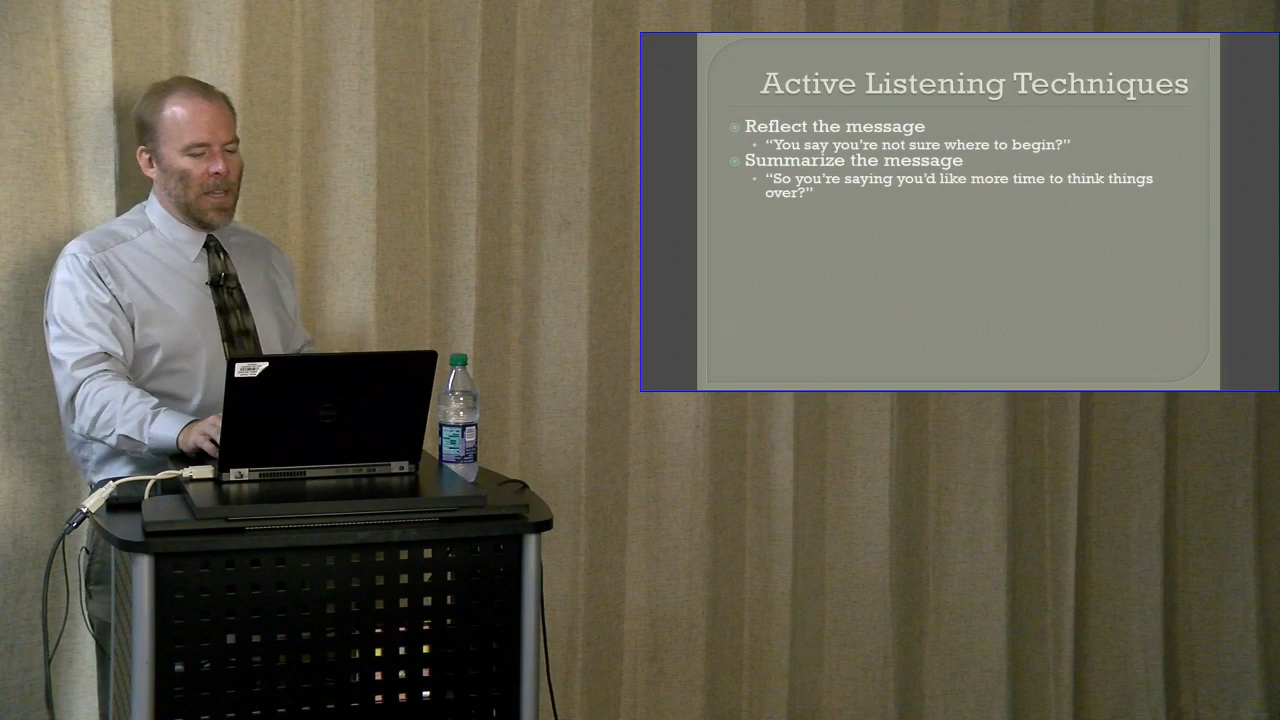 Active Listening Techniques
Reflect the message
“You say you’re not sure where to begin?”
Summarize the message
“So you’re saying you’d like more time to think things
over?”